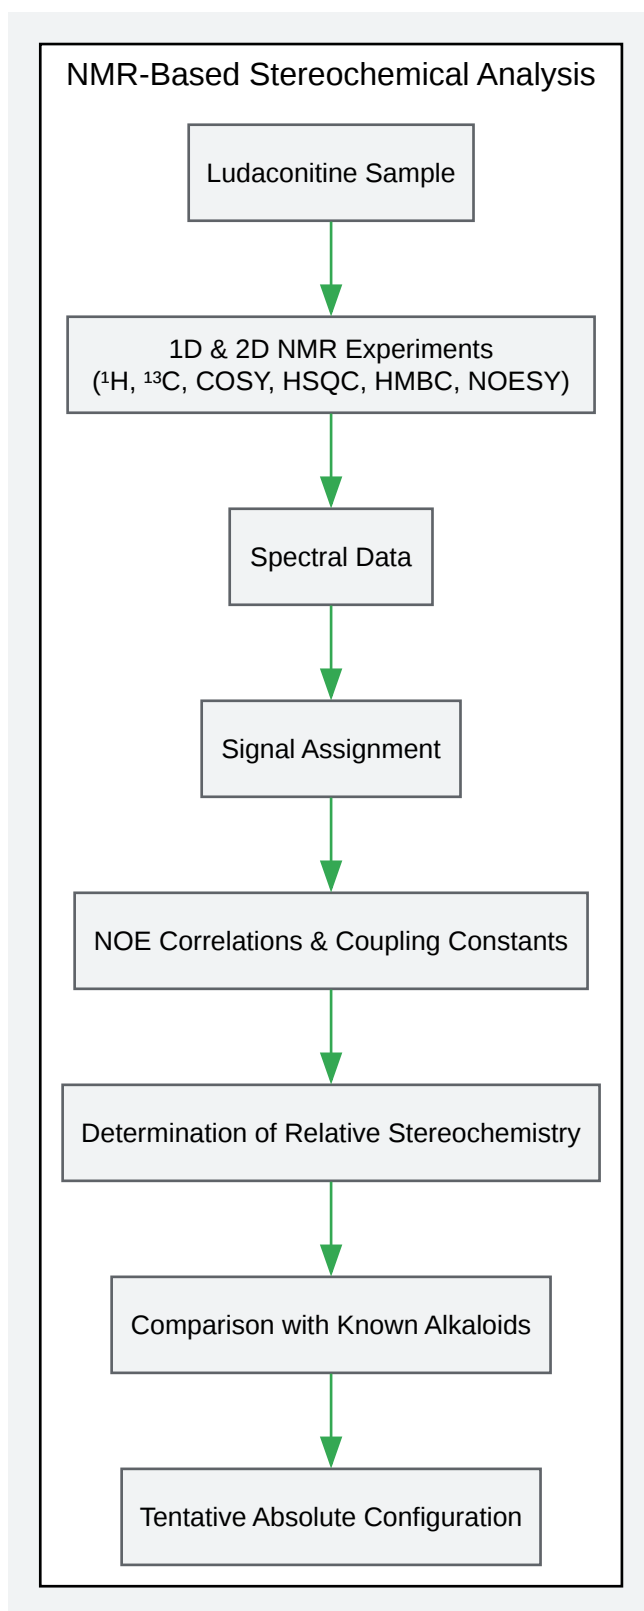 NMR-Based Stereochemical Analysis
Ludaconitine Sample
1D & 2D NMR Experiments
(¹H, ¹³C, COSY, HSQC, HMBC, NOESY)
Spectral Data
Signal Assignment
NOE Correlations & Coupling Constants
Determination of Relative Stereochemistry
Comparison with Known Alkaloids
Tentative Absolute Configuration